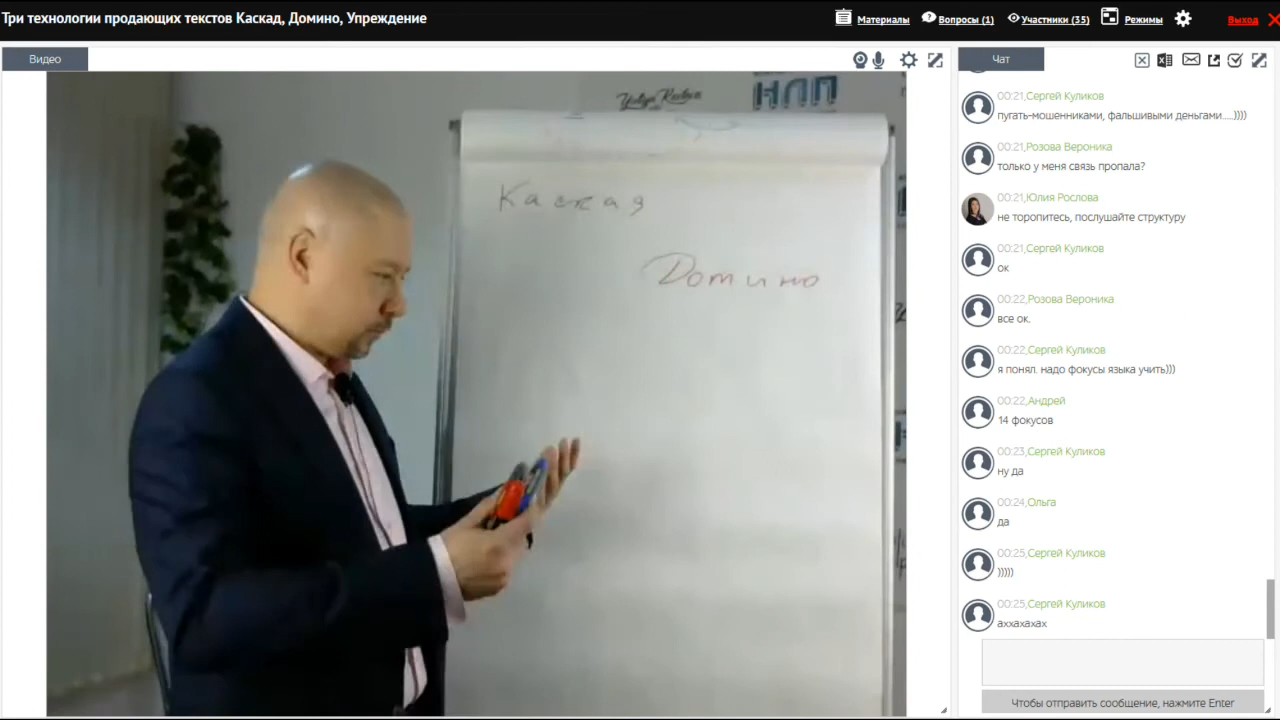 Три технологии продающих текстов Каскад, Домино, Упреждение
Материалы
Вопросы (1)
Участники (35)
Режимы
Выход
Видео
Чат
НЛП
Каскад
Домино
00:21,Сергей Куликов
пугать-мошенниками, фальшивыми деньгами.....))))
00:21,Розова Вероника
только у меня связь пропала?
00:21,Юлия Рослова
не торопитесь, послушайте структуру
00:21,Сергей Куликов
ок
00:22,Розова Вероника
все ок.
00:22,Сергей Куликов
я понял. надо фокусы языка учить)))
00:22,Андрей
14 фокусов
00:23,Сергей Куликов
ну да
00:24,Ольга
да
00:25,Сергей Куликов
)))))
00:25,Сергей Куликов
аххахахах
Чтобы отправить сообщение, нажмите Enter